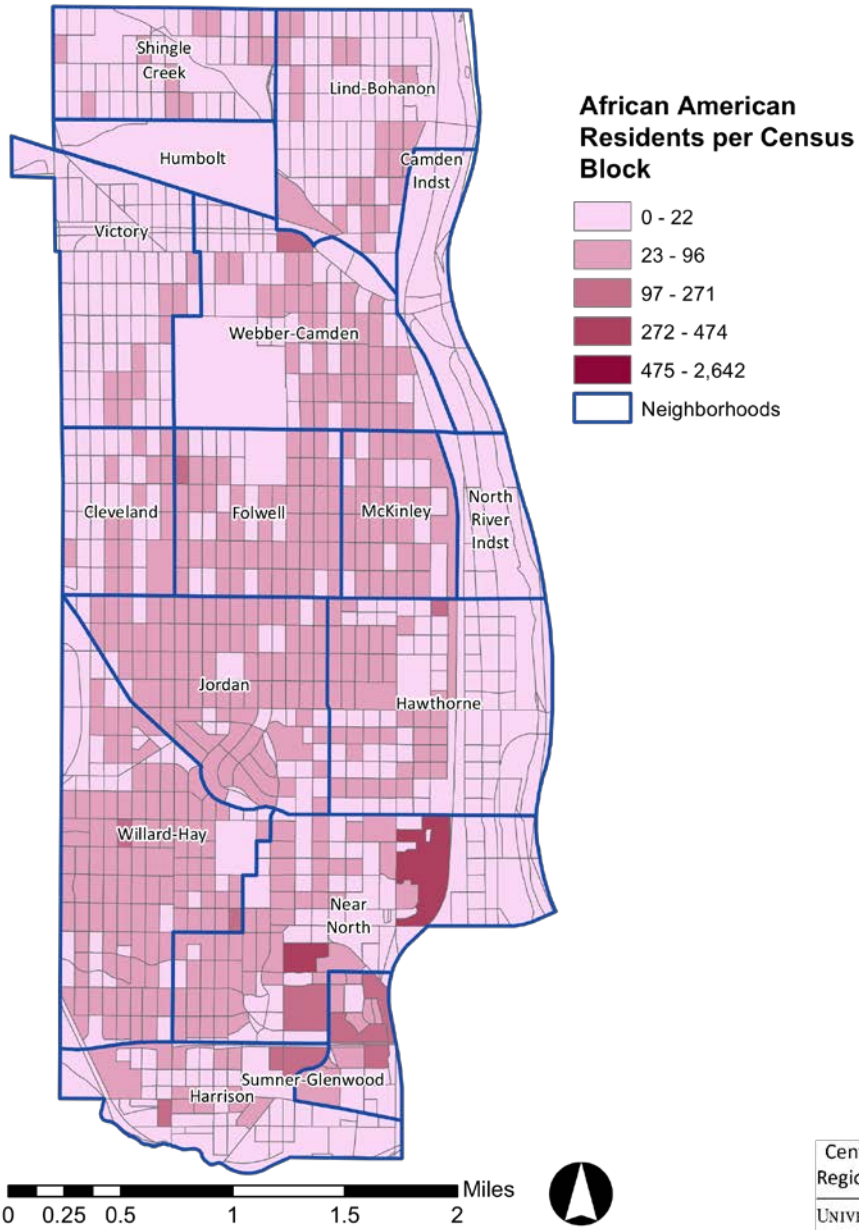 Shingle
Creek
Lind-Bohanon
Humbolt
Camden
Indst
Victory
Webber-Camden
Cleveland
Folwell
McKinley
North
River
Indst
Jordan
Hawthorne
Willard-Hay
Near
North
Sumner-Glenwood
Harrison
African American
Residents per Census
Block
0 - 22
23 - 96
97 - 271
272 - 474
475 - 2,642
Neighborhoods
Miles
0 0.25 0.5 1 1.5 2